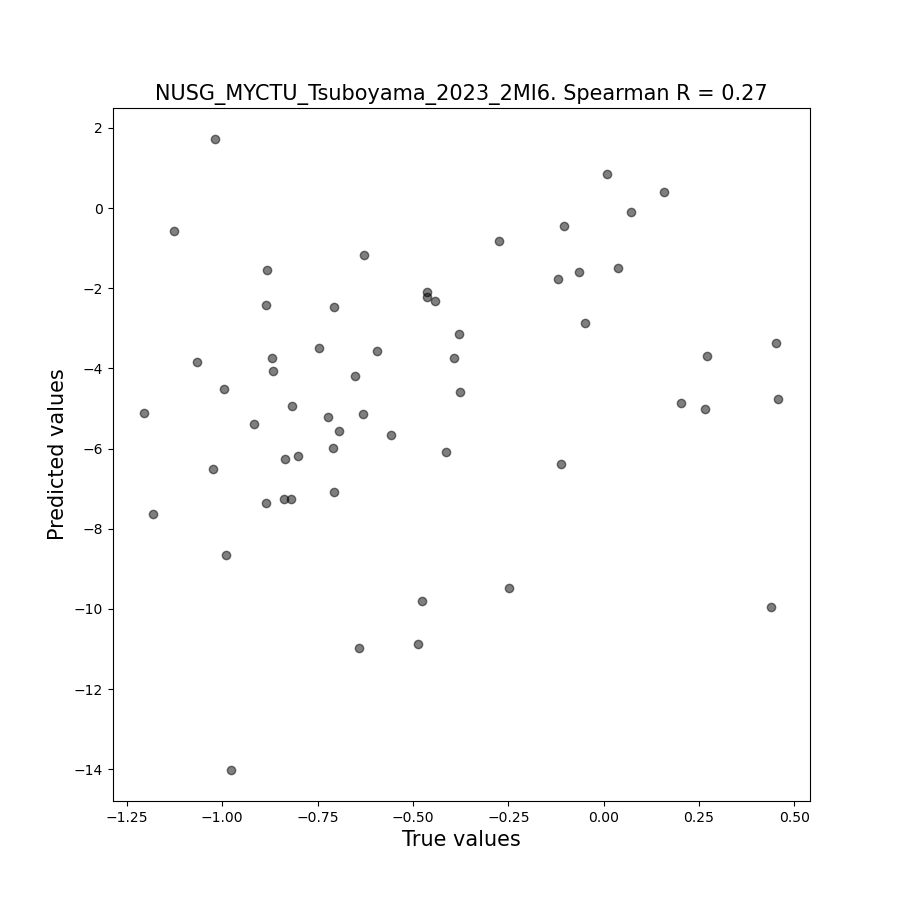 NUSG_MYCTU_Tsuboyama_2023_2MI6. Spearman R = 0.27
2
0
−2
−4
−6
−8
−10
−12
−14
Predicted values
−1.25 −1.00 −0.75 −0.50 −0.25 0.00 0.25 0.50
True values